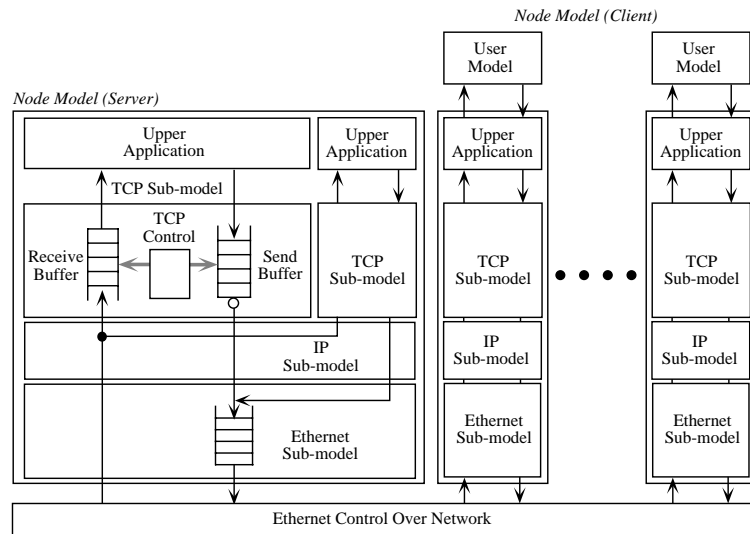 Node Model (Client)
User
Model
User
Model
Node Model (Server)
Upper
Application
Upper
Application
Upper
Application
Upper
Application
TCP Sub-model
TCP
Control
Receive
Buffer
Send
Buffer
TCP
Sub-model
TCP
Sub-model
TCP
Sub-model
IP
Sub-model
IP
Sub-model
IP
Sub-model
Ethernet
Sub-model
Ethernet
Sub-model
Ethernet
Sub-model
Ethernet Control Over Network